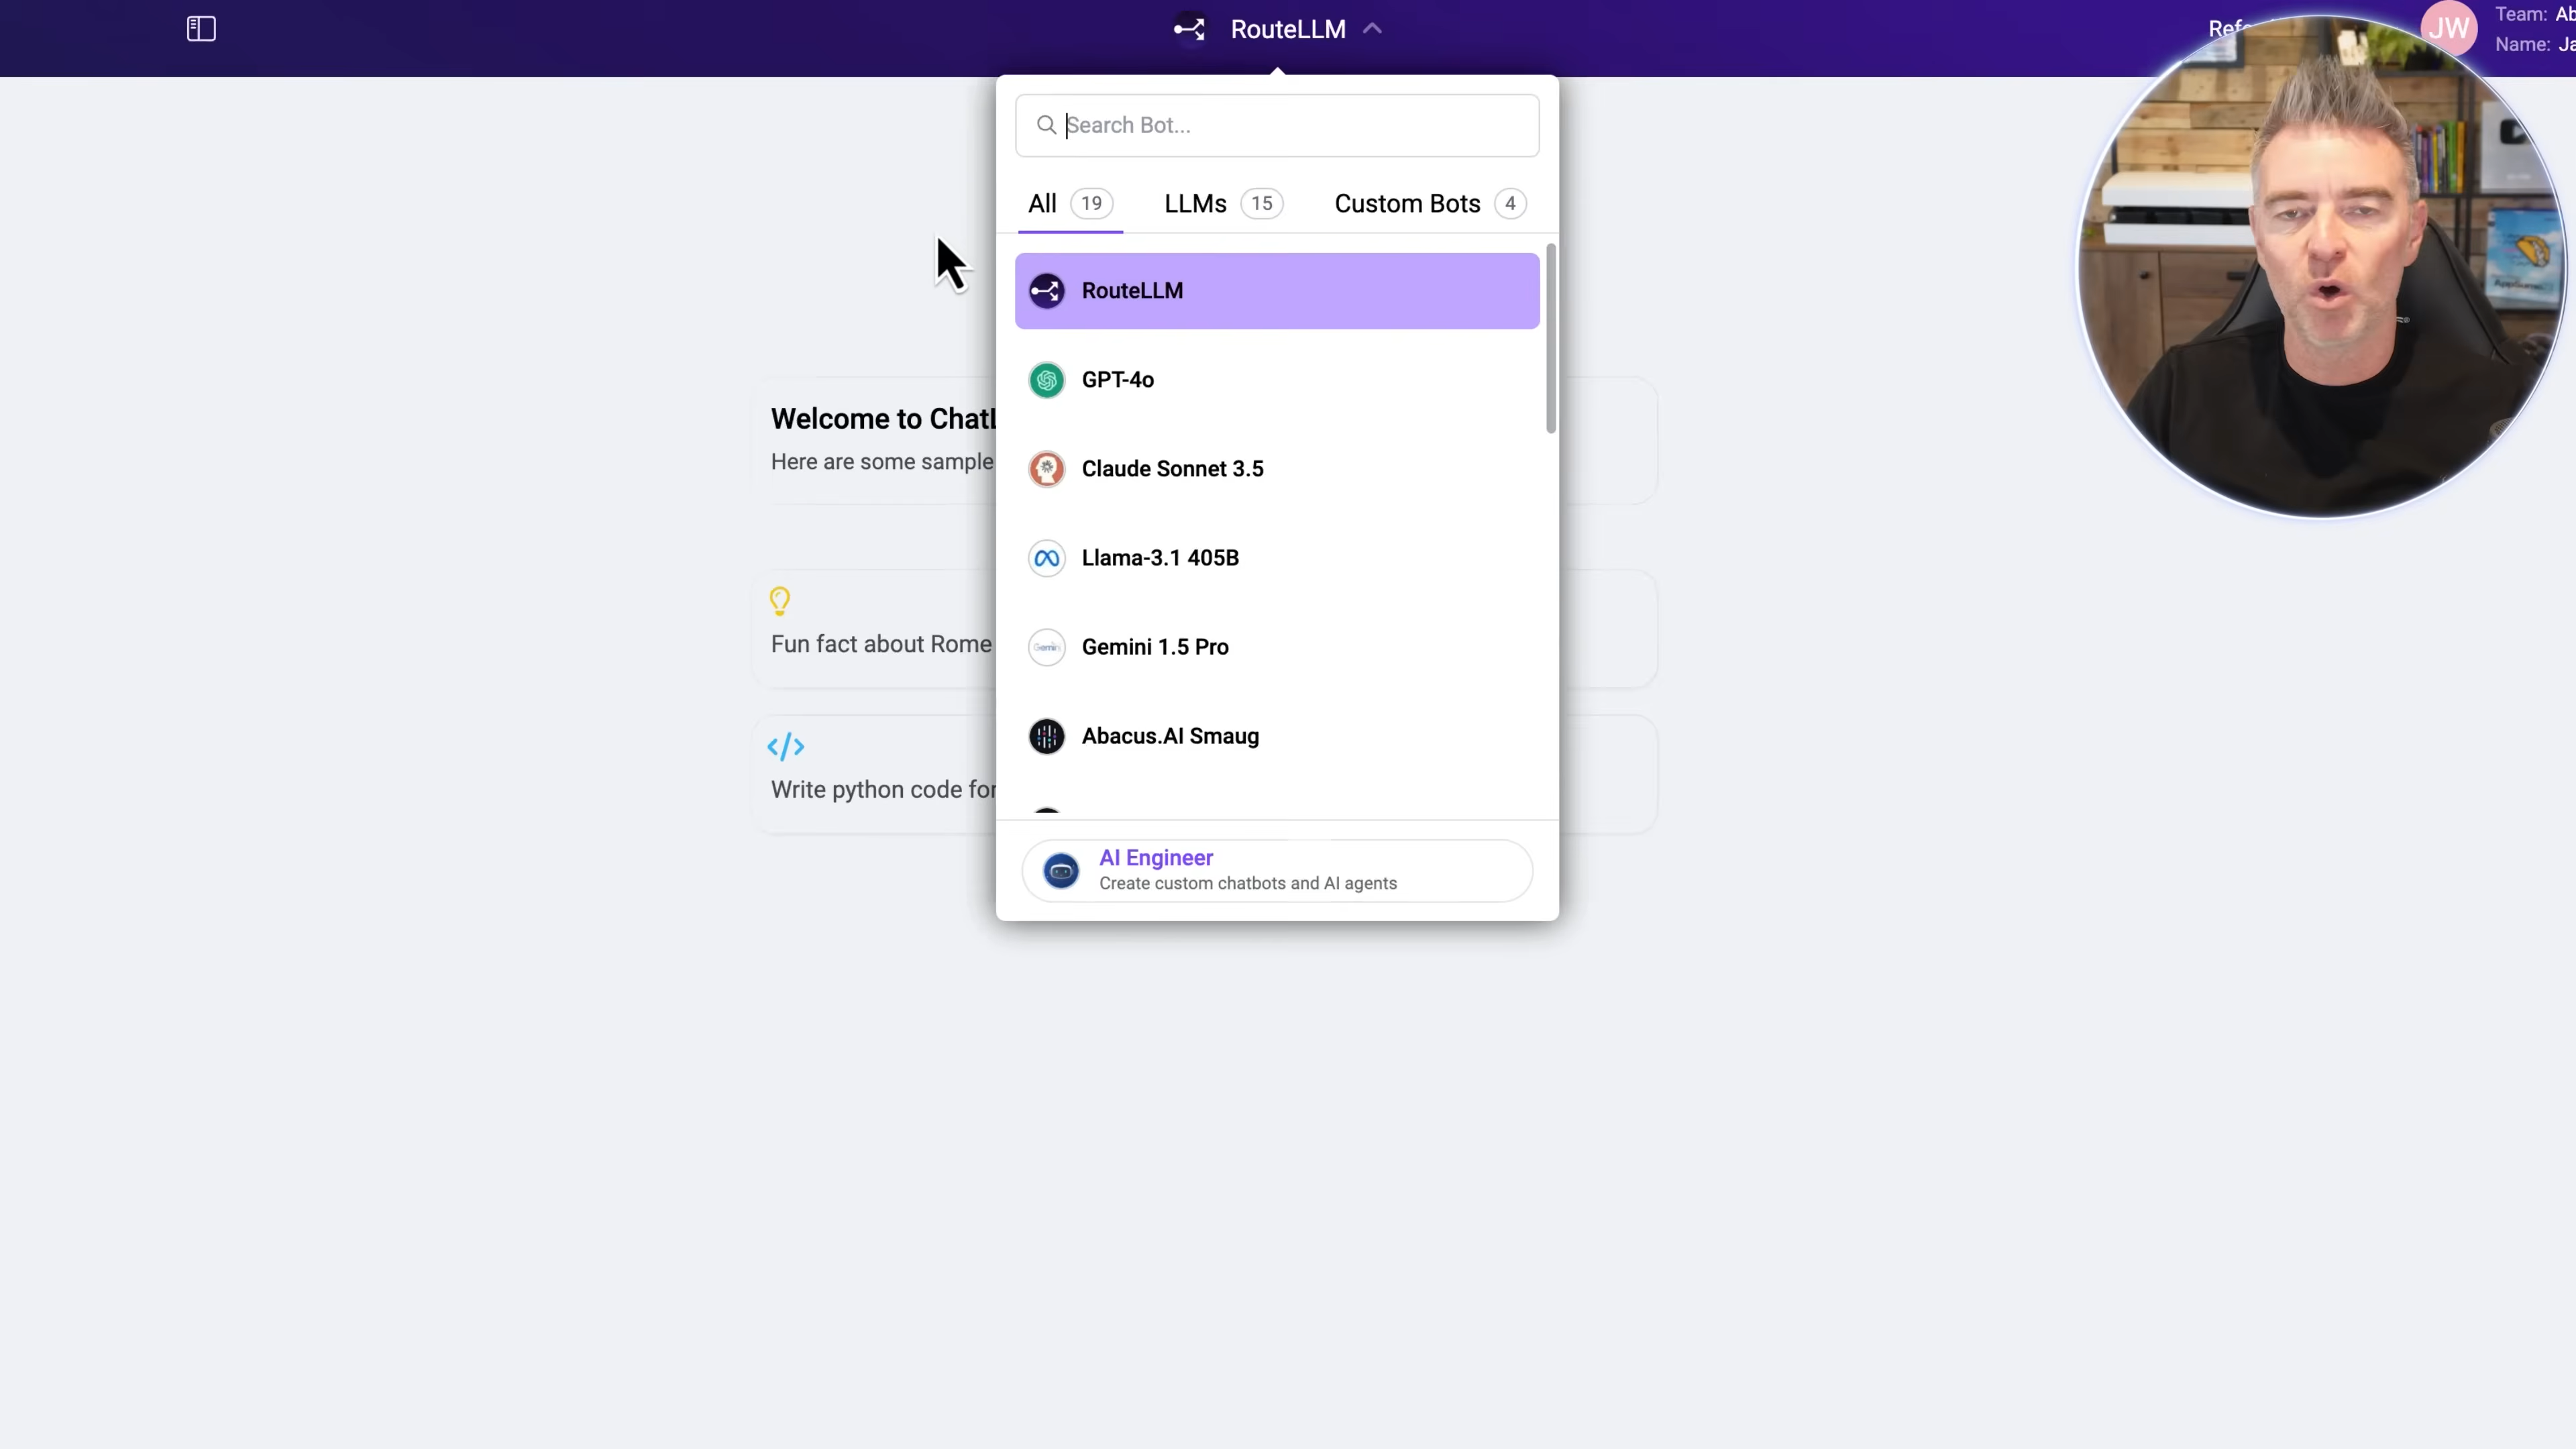 RouteLLM
JW
Team:
Name:
Search Bot...
All 19 LLMs 15 Custom Bots 4
RouteLLM
GPT-4o
Claude Sonnet 3.5
Llama-3.1 405B
Gemini 1.5 Pro
Abacus.AI Smaug
AI Engineer
Create custom chatbots and AI agents
Welcome to Chat
Here are some sample
Fun fact about Rome
Write python code for